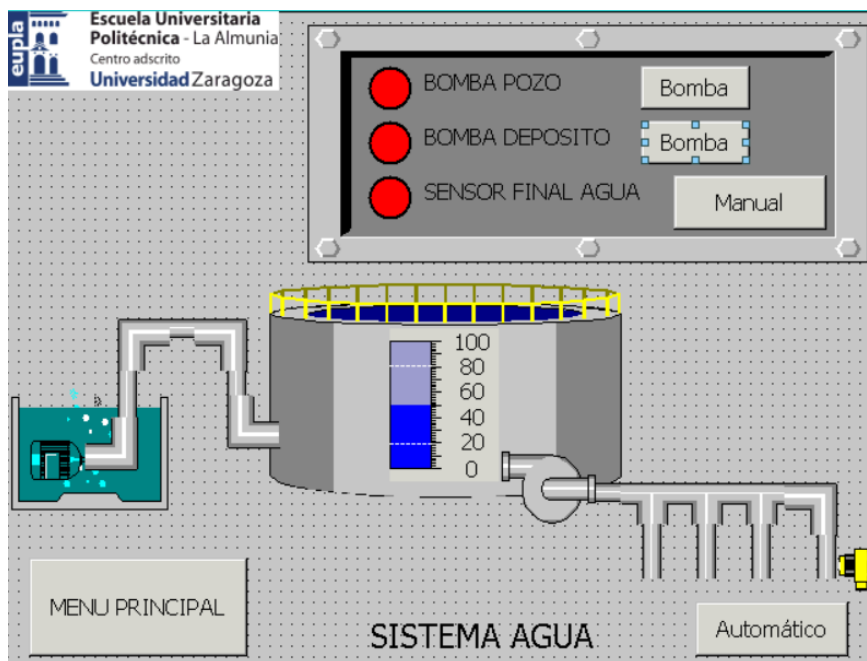 eupla
Escuela Universitaria
Politécnica - La Almunia
Centro adscrito
Universidad Zaragoza
BOMBA POZO
Bomba
BOMBA DEPOSITO
Bomba
SENSOR FINAL AGUA
Manual
100
80
60
40
20
0
MENU PRINCIPAL
SISTEMA AGUA
Automático